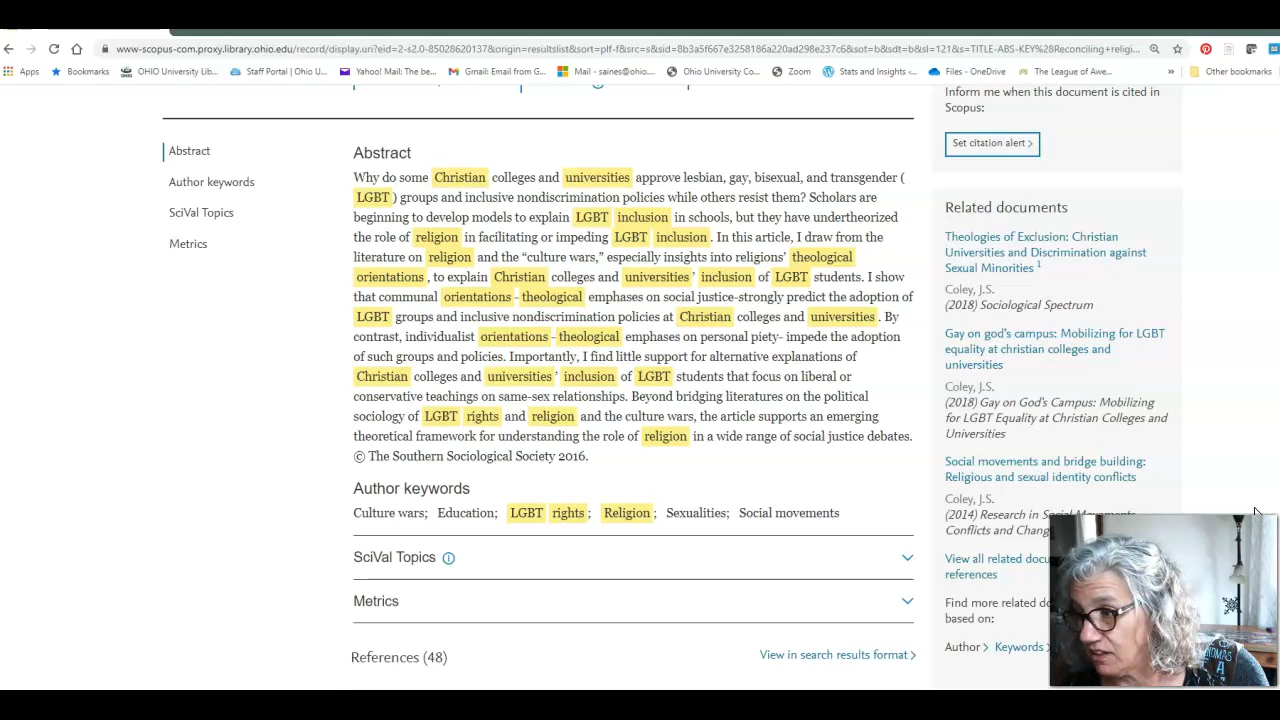 www-scopus-com.proxy.library.ohio.edu/record/display.uri?eid=2-s2.0-85028620137&origin=resultslist&sort=plf-f&src=s&sid=8b3a5f667e3258186a220ad298e237c6&sot=b&sdt=b&sl=121&s=TITLE-ABS-KEY%28Reconciling+religi...
Apps Bookmarks OHIO University Lib... Staff Portal | Ohio U... Yahoo! Mail: The be... Gmail: Email from G... Mail - saines@ohio.... Ohio University Co... Zoom Stats and Insights -... Files - OneDrive The League of Awe... » Other bookmarks
Inform me when this document is cited in
Scopus:
Set citation alert >
Abstract
Author keywords
SciVal Topics
Metrics
Abstract
Why do some Christian colleges and universities approve lesbian, gay, bisexual, and transgender (
LGBT ) groups and inclusive nondiscrimination policies while others resist them? Scholars are
beginning to develop models to explain LGBT inclusion in schools, but they have undertheorized
the role of religion in facilitating or impeding LGBT inclusion . In this article, I draw from the
literature on religion and the “culture wars,” especially insights into religions’ theological
orientations , to explain Christian colleges and universities’ inclusion of LGBT students. I show
that communal orientations - theological emphases on social justice-strongly predict the adoption of
LGBT groups and inclusive nondiscrimination policies at Christian colleges and universities . By
contrast, individualist orientations - theological emphases on personal piety- impede the adoption
of such groups and policies. Importantly, I find little support for alternative explanations of
Christian colleges and universities’ inclusion of LGBT students that focus on liberal or
conservative teachings on same-sex relationships. Beyond bridging literatures on the political
sociology of LGBT rights and religion and the culture wars, the article supports an emerging
theoretical framework for understanding the role of religion in a wide range of social justice debates.
© The Southern Sociological Society 2016.
Author keywords
Culture wars; Education; LGBT rights ; Religion ; Sexualities; Social movements
SciVal Topics
Metrics
References (48)
View in search results format >
Related documents
Theologies of Exclusion: Christian
Universities and Discrimination against
Sexual Minorities 1
Coley, J.S.
(2018) Sociological Spectrum
Gay on god's campus: Mobilizing for LGBT
equality at christian colleges and
universities
Coley, J.S.
(2018) Gay on God's Campus: Mobilizing
for LGBT Equality at Christian Colleges and
Universities
Social movements and bridge building:
Religious and sexual identity conflicts
Coley, J.S.
(2014) Research in Social Movements,
Conflicts and Chang
View all related docu
references
Find more related do
based on:
Author > Keywords >